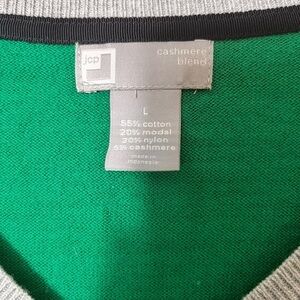 jcp
cashmere
blend
L
55% cotton
20% modal
20% nylon
5% cashmere
made in
indonesia